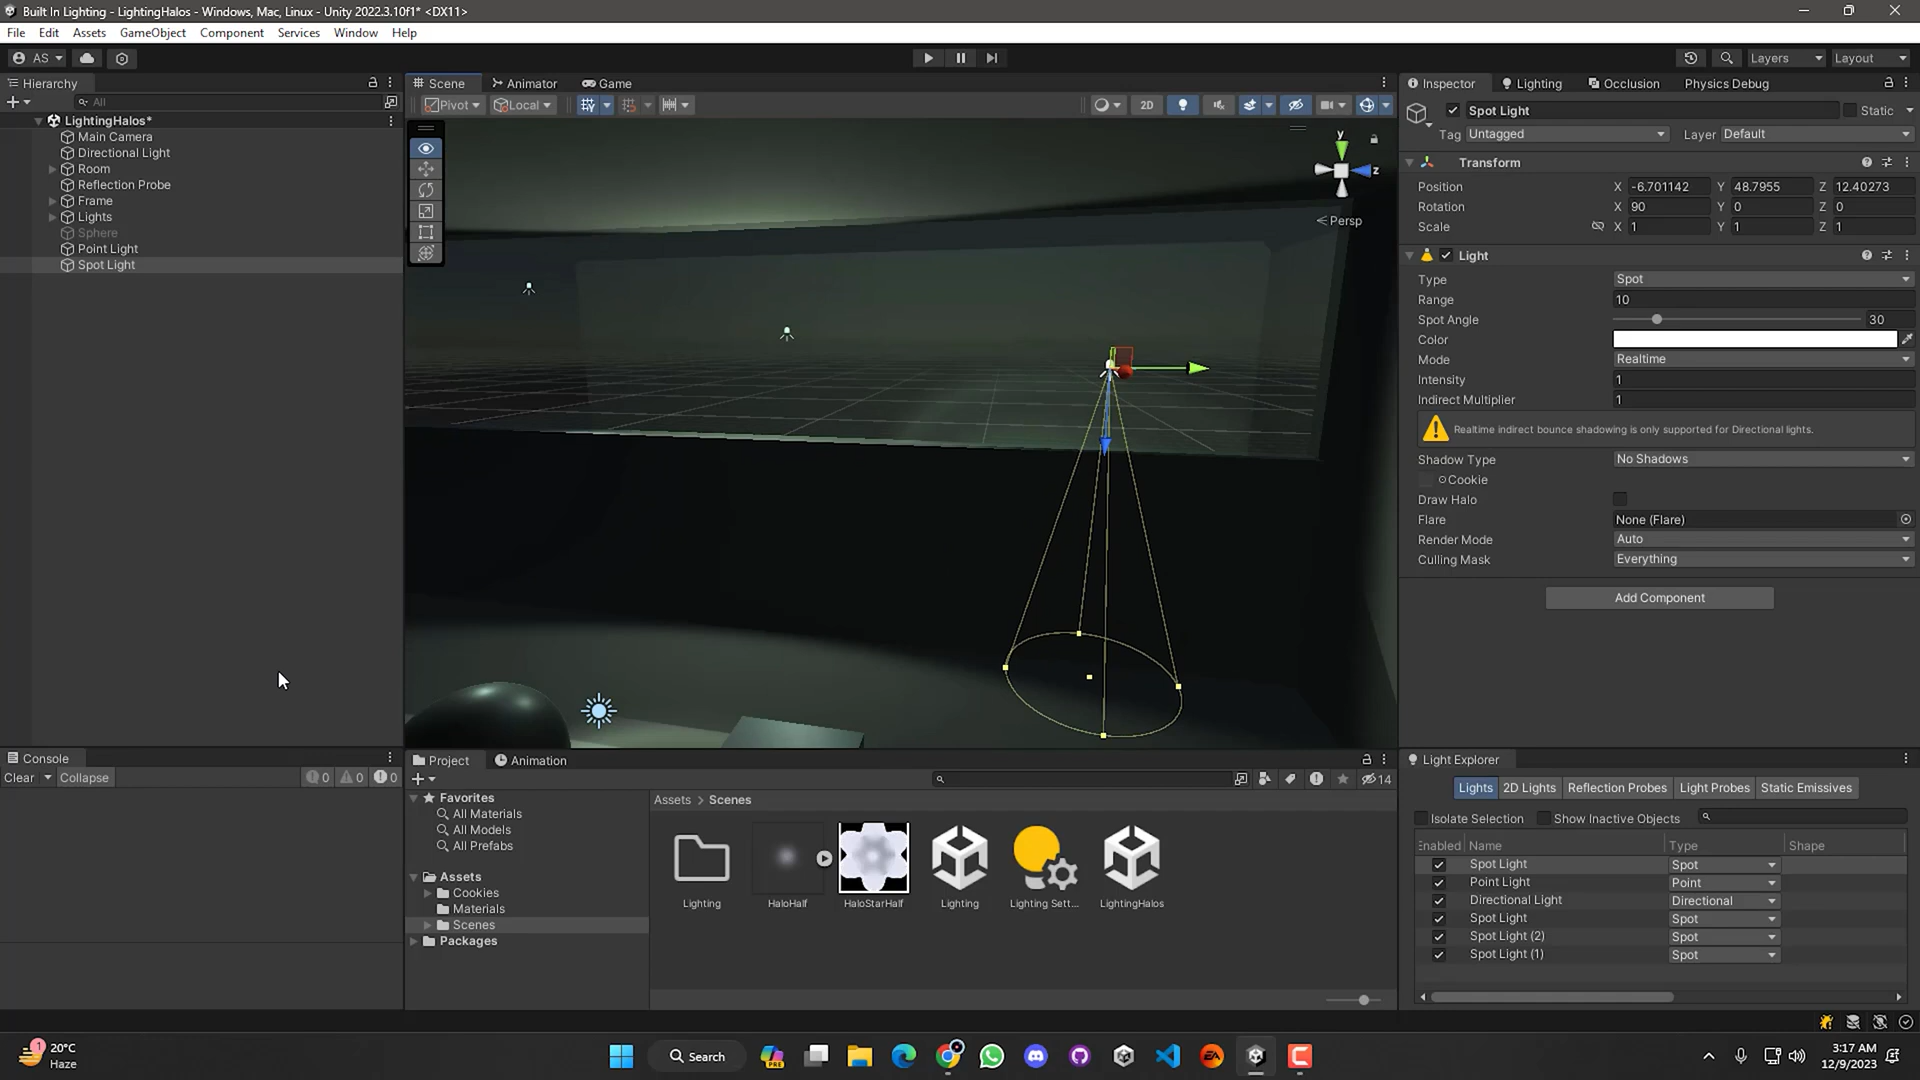 Built In Lighting - LightingHalos - Windows, Mac, Linux - Unity 2022.3.10f1* <DX11>
File Edit Assets GameObject Component Services Window Help
AS Layers Layout
Hierarchy
All
LightingHalos*
Main Camera
Directional Light
Room
Reflection Probe
Frame
Lights
Sphere
Point Light
Spot Light
Scene Animator Game
Pivot Local 2D
y
z
Persp
Inspector Lighting Occlusion Physics Debug
Spot Light Static
Tag Untagged Layer Default
Transform
Position X -6.701142 Y 48.7955 Z 12.40273
Rotation X 90 Y 0 Z 0
Scale X 1 Y 1 Z 1
Light
Type Spot
Range 10
Spot Angle 30
Color
Mode Realtime
Intensity 1
Indirect Multiplier 1
Realtime indirect bounce shadowing is only supported for Directional lights.
Shadow Type No Shadows
Cookie
Draw Halo
Flare None (Flare)
Render Mode Auto
Culling Mask Everything
Add Component
Console
Clear Collapse 0 0 0
Project Animation
14
Favorites
All Materials
All Models
All Prefabs
Assets
Cookies
Materials
Scenes
Packages
Assets > Scenes
Lighting HaloHalf HaloStarHalf Lighting Lighting Sett... LightingHalos
Light Explorer
Lights 2D Lights Reflection Probes Light Probes Static Emissives
Isolate Selection Show Inactive Objects
Enabled Name Type Shape
Spot Light Spot
Point Light Point
Directional Light Directional
Spot Light Spot
Spot Light (2) Spot
Spot Light (1) Spot
1
20°C
Haze
Search
PRE
EA
3:17 AM
12/9/2023